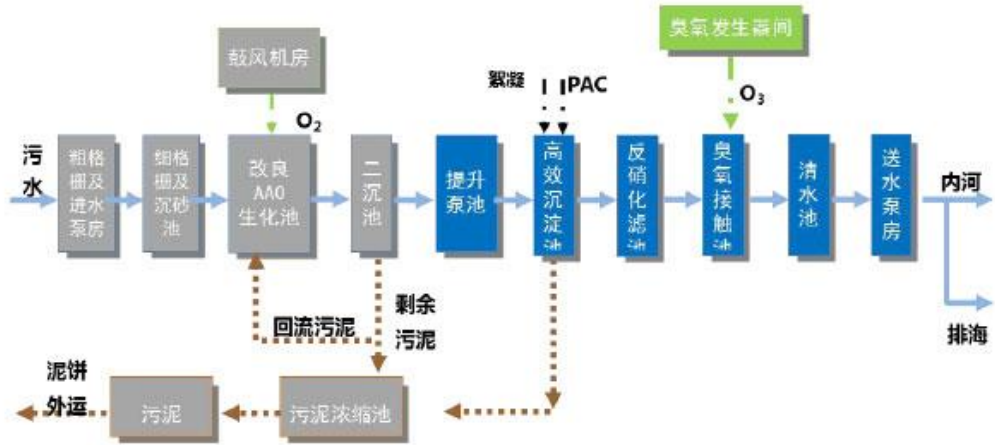 鼓风机房
臭氧发生器间
絮凝
PAC
O2
O3
污
水
粗格
栅及
进水
泵房
细格
栅及
沉砂
池
改良
AAO
生化池
二
沉
池
提升
泵池
高
效
沉
淀
池
反
硝
化
滤
池
臭
氧
接
触
池
清
水
池
送
水
泵
房
内河
排海
回流污泥
剩余
污泥
泥饼
外运
污泥
污泥浓缩池